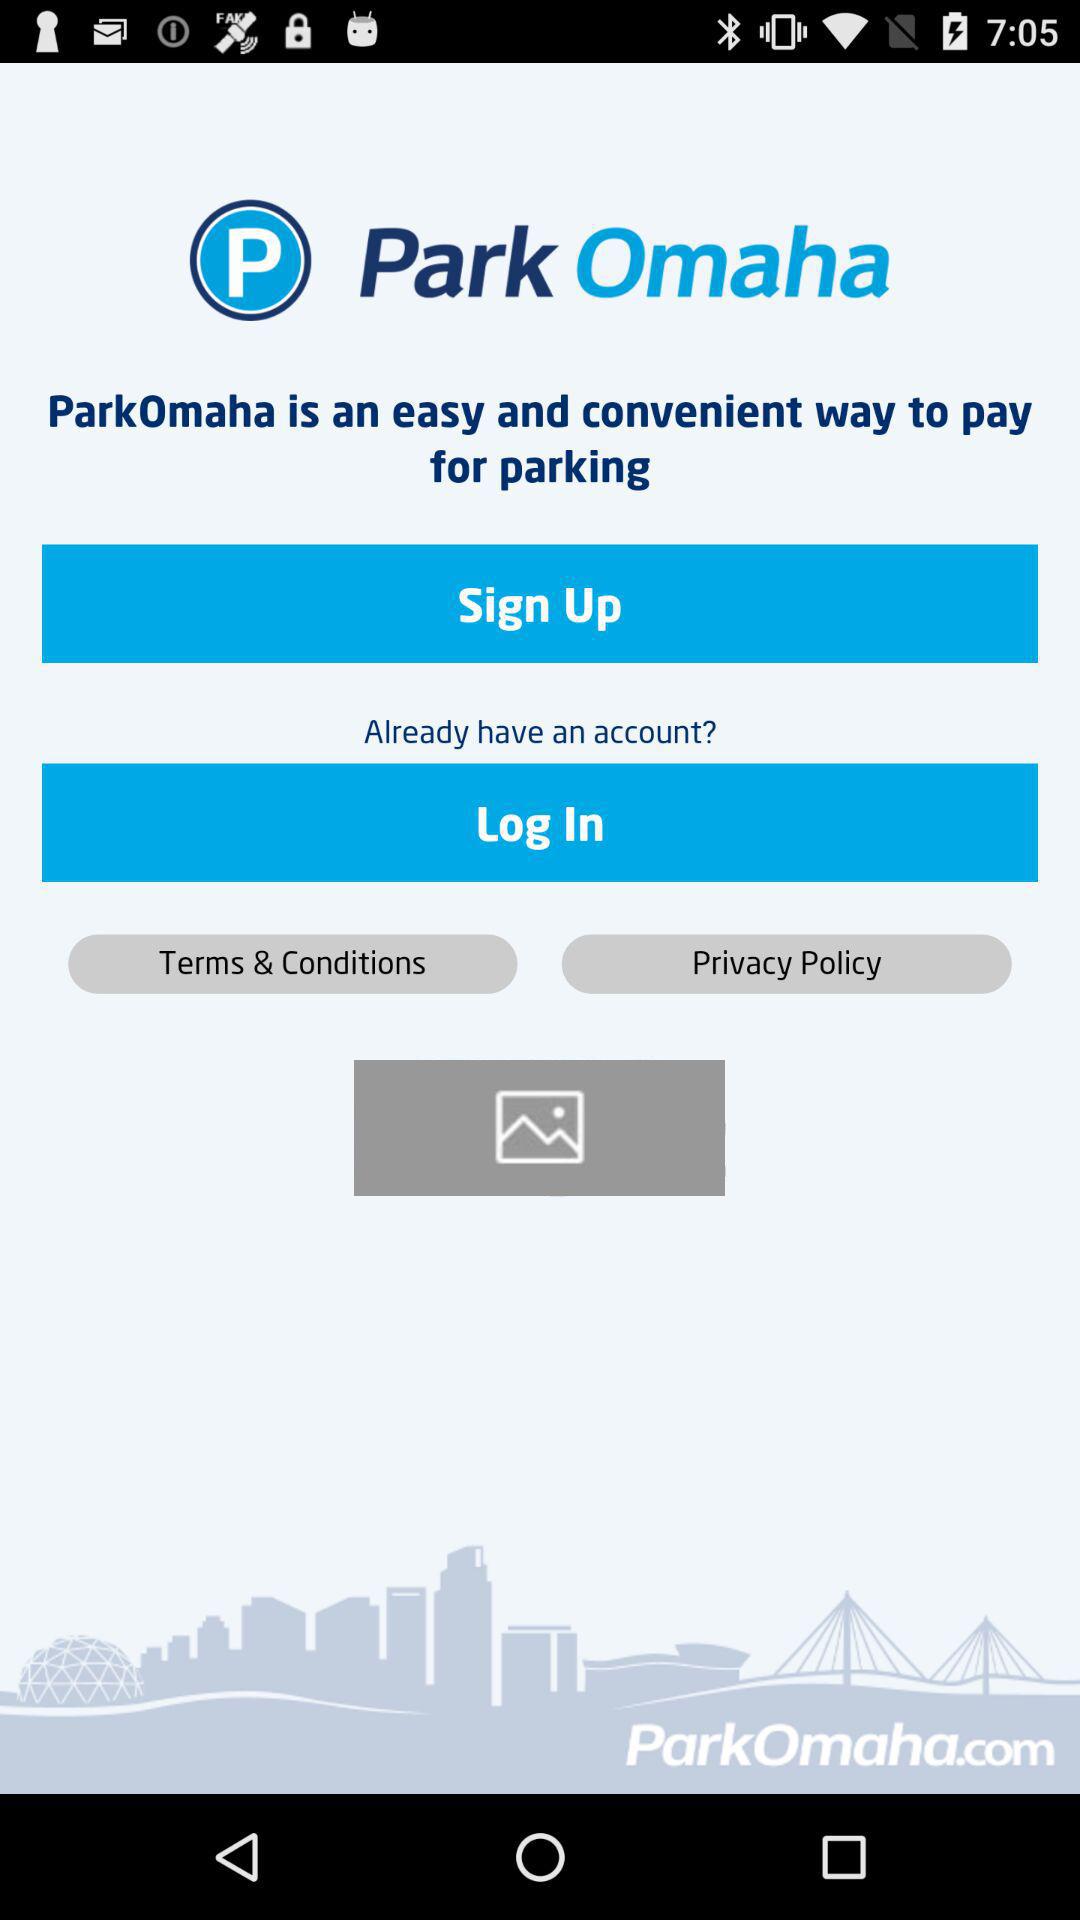 FAKE
7:05
P
Park Omaha
ParkOmaha is an easy and convenient way to pay
for parking
Sign Up
Already have an account?
Log In
Terms & Conditions
Privacy Policy
ParkOmaha.com